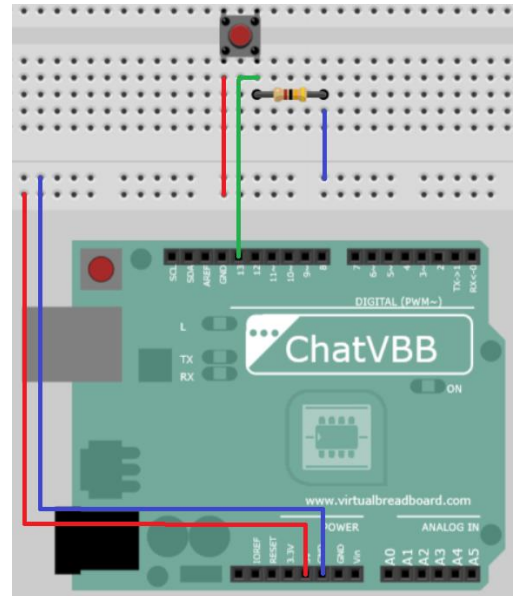 SCL
SDA
AREF
GND
13
12
11~
10~
9~
8
7
6~
5~
4
3~
2
TX->1
RX<-0
DIGITAL (PWM~)
L
TX
RX
ChatVBB
ON
www.virtualbreadboard.com
POWER
ANALOG IN
IOREF
RESET
3.3V
GND
Vin
A0
A1
A2
A3
A4
A5